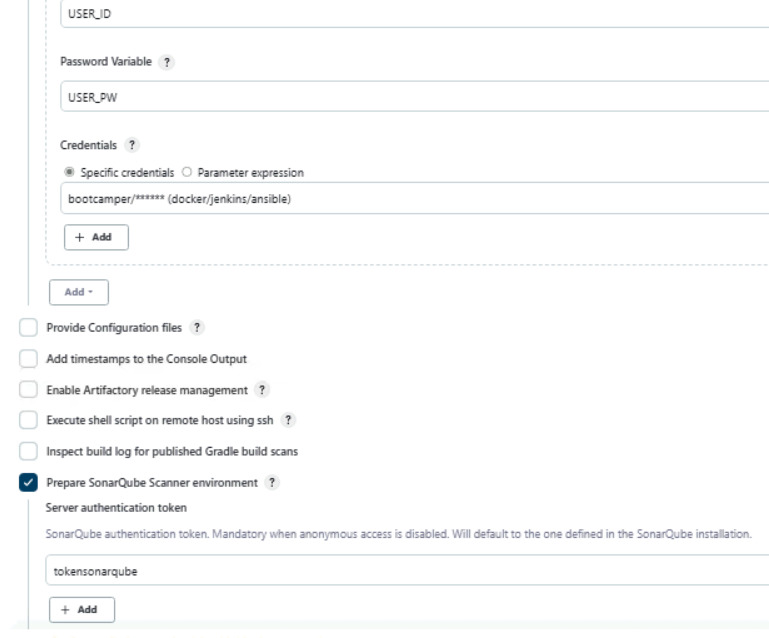 USER_ID
Password Variable ?
USER_PW
Credentials ?
Specific credentials Parameter expression
bootcamper/****** (docker/jenkins/ansible)
+ Add
Add
Provide Configuration files ?
Add timestamps to the Console Output
Enable Artifactory release management ?
Execute shell script on remote host using ssh ?
Inspect build log for published Gradle build scans
Prepare SonarQube Scanner environment ?
Server authentication token
SonarQube authentication token. Mandatory when anonymous access is disabled. Will default to the one defined in the SonarQube installation.
tokensonarqube
+ Add